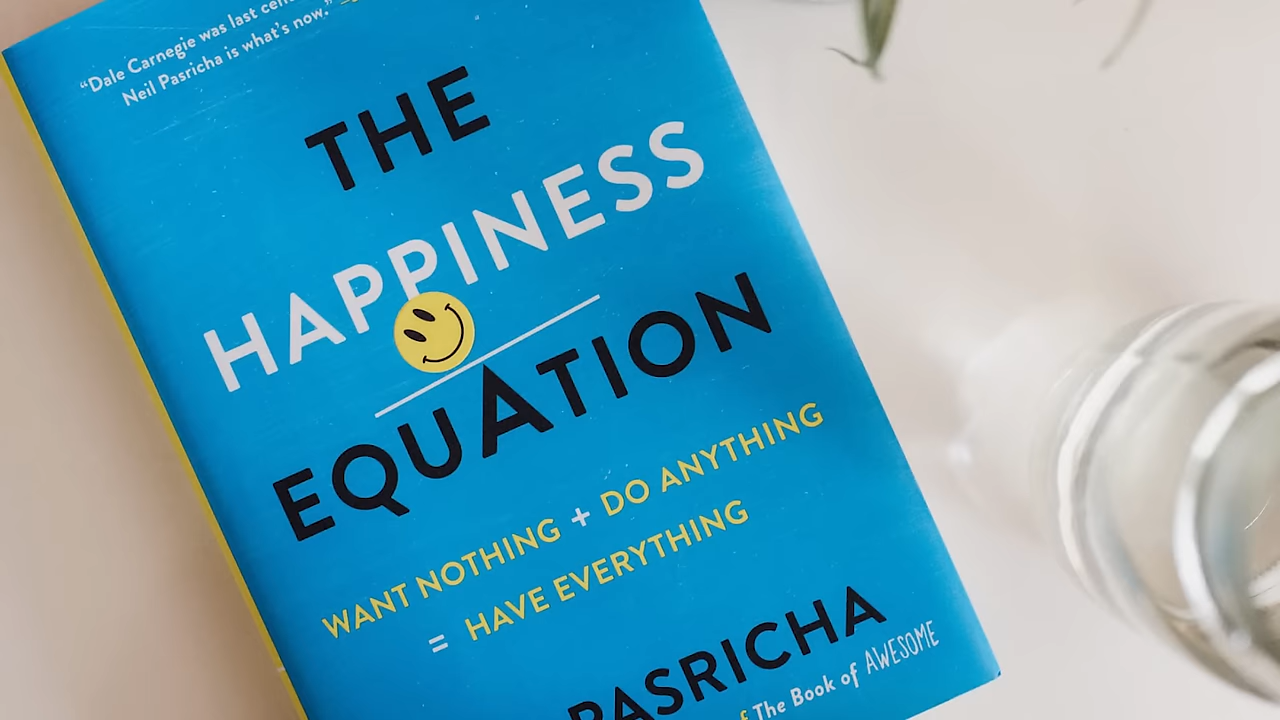 "Dale Carnegie was last
Neil Pasricha is what's now."
THE
HAPPINESS
EQUATION
WANT NOTHING + DO ANYTHING
= HAVE EVERYTHING
PASRICHA
The Book of AWESOME